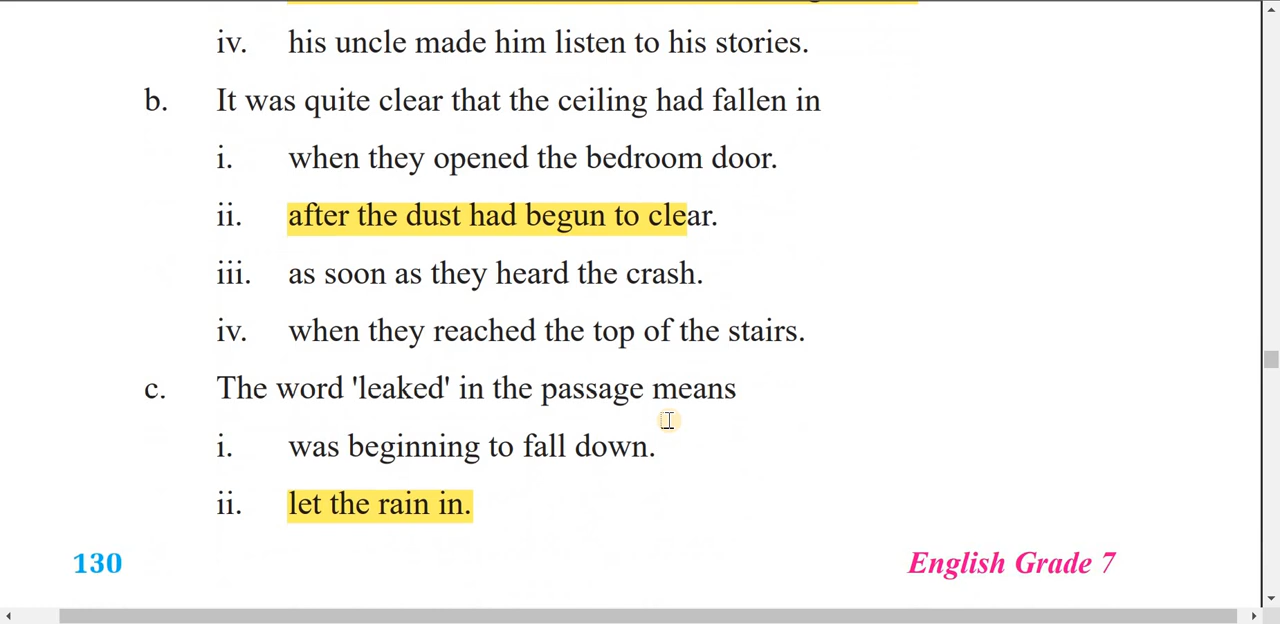 iv. his uncle made him listen to his stories.
b. It was quite clear that the ceiling had fallen in
i. when they opened the bedroom door.
ii. after the dust had begun to clear.
iii. as soon as they heard the crash.
iv. when they reached the top of the stairs.
c. The word 'leaked' in the passage means
i. was beginning to fall down.
ii. let the rain in.
130 English Grade 7